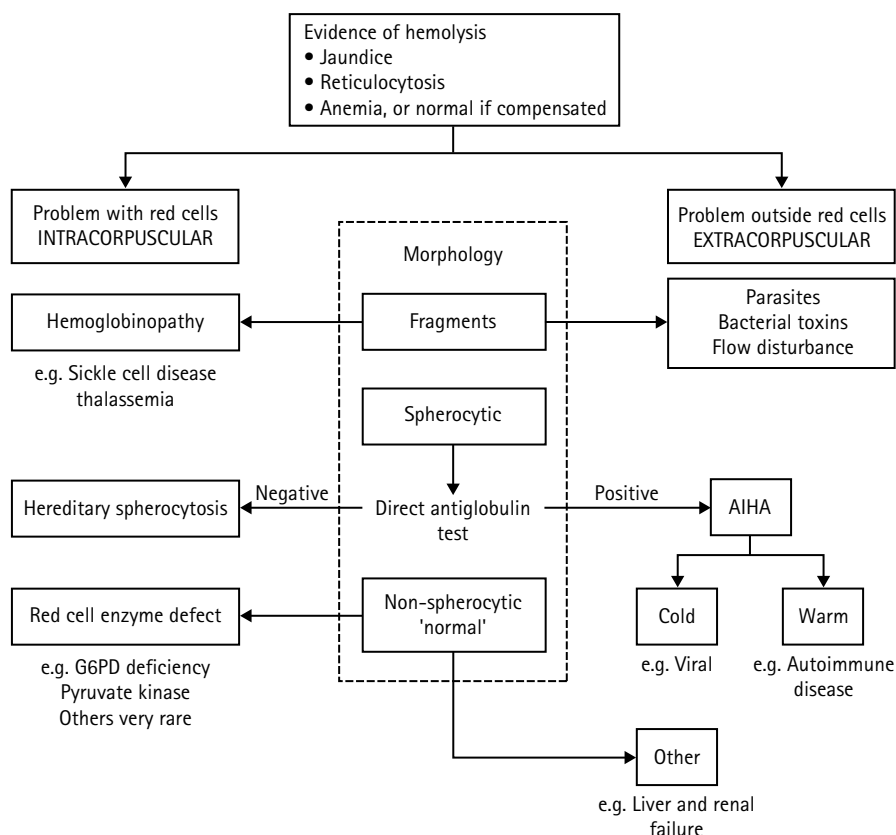 Evidence of hemolysis
• Jaundice
• Reticulocytosis
• Anemia, or normal if compensated
Problem with red cells
INTRACORPUSCULAR
Problem outside red cells
EXTRACORPUSCULAR
Morphology
Hemoglobinopathy
e.g. Sickle cell disease
thalassemia
Fragments
Parasites
Bacterial toxins
Flow disturbance
Spherocytic
Hereditary spherocytosis
Negative
Direct antiglobulin
test
Positive
AIHA
Red cell enzyme defect
e.g. G6PD deficiency
Pyruvate kinase
Others very rare
Non-spherocytic
'normal'
Cold
e.g. Viral
Warm
e.g. Autoimmune
disease
Other
e.g. Liver and renal
failure